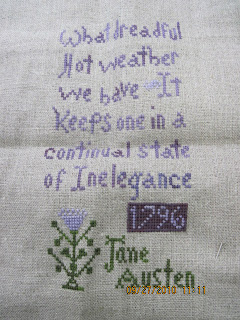 What dreadful
Hot weather
we have It
Keeps one in a
continual state
of Inelegance
1796
Jane
Austen